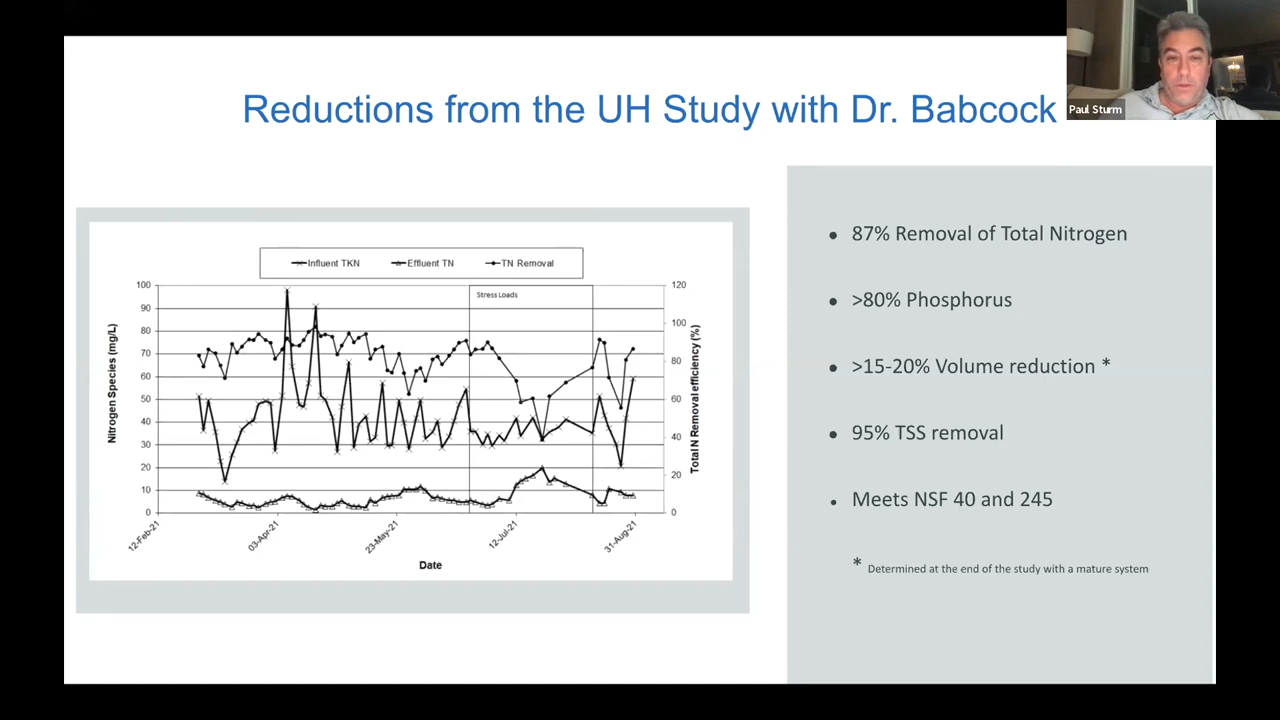 Paul Sturm
Reductions from the UH Study with Dr. Babcock
Influent TKN Effluent TN TN Removal
Stress Loads
100
90
80
70
60
50
40
30
20
10
0
Nitrogen Species (mg/L)
120
100
80
60
40
20
0
Total N Removal efficiency (%)
12-Feb-21 03-Apr-21 23-May-21 12-Jul-21 31-Aug-21
Date
• 87% Removal of Total Nitrogen
• >80% Phosphorus
• >15-20% Volume reduction *
• 95% TSS removal
• Meets NSF 40 and 245
* Determined at the end of the study with a mature system